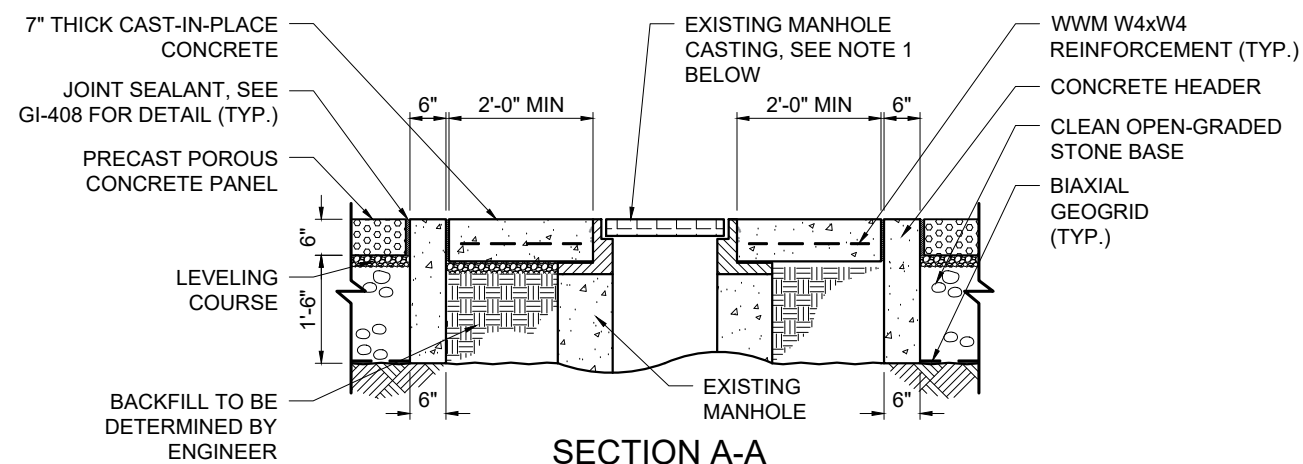 7" THICK CAST-IN-PLACE
CONCRETE
JOINT SEALANT, SEE
GI-408 FOR DETAIL (TYP.)
PRECAST POROUS
CONCRETE PANEL
LEVELING
COURSE
BACKFILL TO BE
DETERMINED BY
ENGINEER
6"
1'-6"
6"
2'-0" MIN
EXISTING MANHOLE
CASTING, SEE NOTE 1
BELOW
2'-0" MIN
6"
WWM W4xW4
REINFORCEMENT (TYP.)
CONCRETE HEADER
CLEAN OPEN-GRADED
STONE BASE
BIAXIAL
GEOGRID
(TYP.)
6"
EXISTING
MANHOLE
6"
SECTION A-A